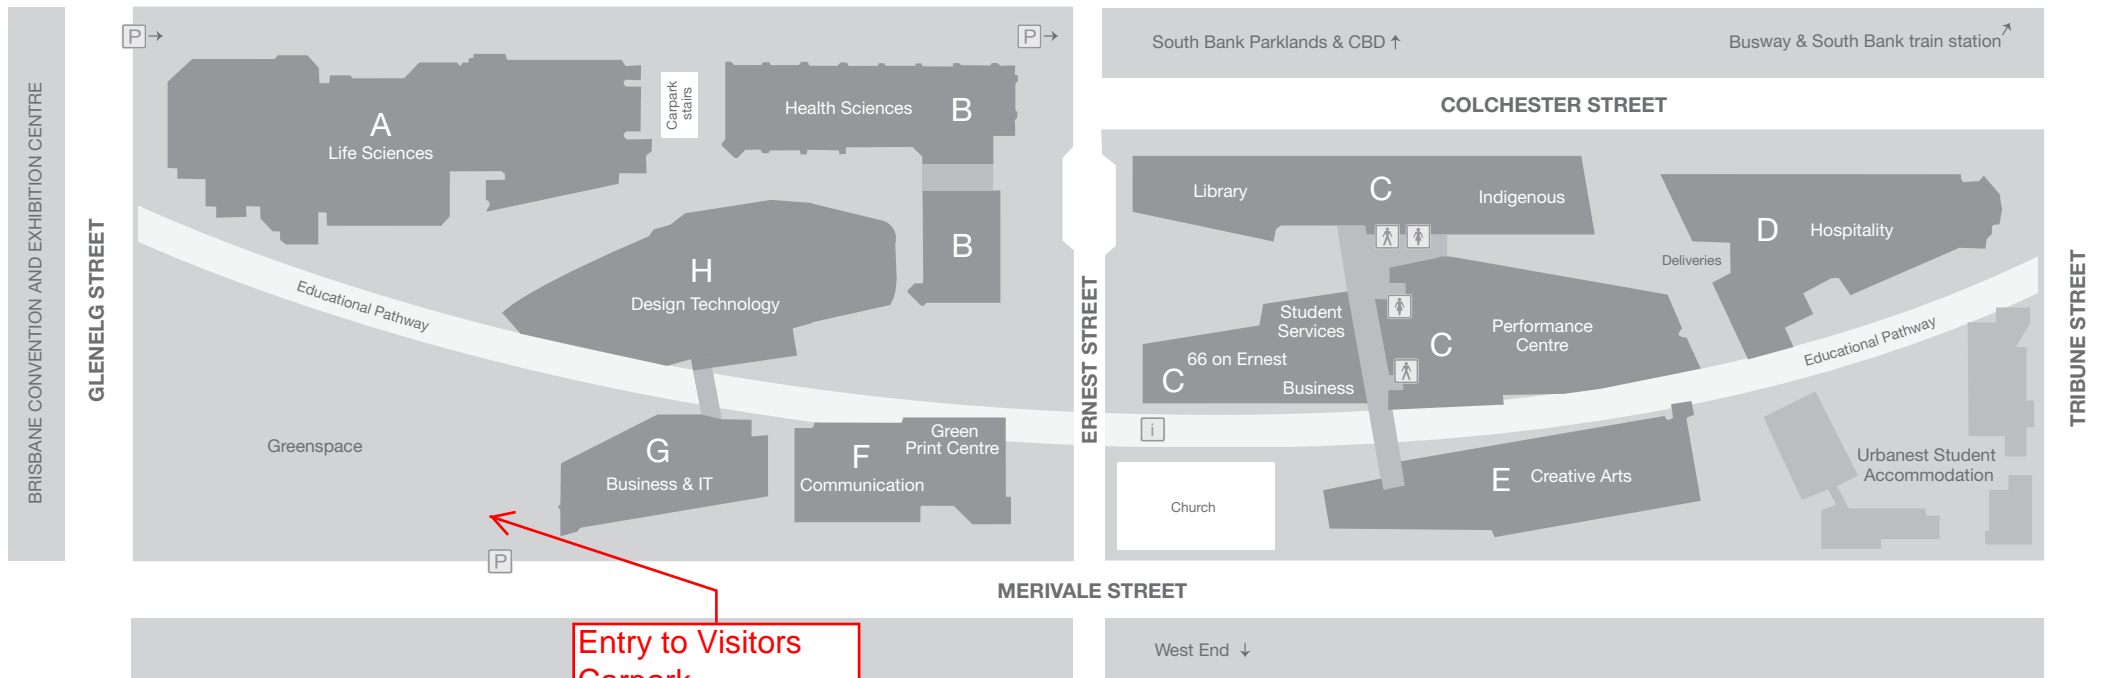 P→
P→
South Bank Parklands & CBD ↑
Busway & South Bank train station↗
COLCHESTER STREET
BRISBANE CONVENTION AND EXHIBITION CENTRE
GLENELG STREET
A
Life Sciences
Carpark
stairs
Health Sciences B
B
H
Design Technology
Educational Pathway
Greenspace
G
Business & IT
F
Communication
Green
Print Centre
P
ERNEST STREET
Library
C
Indigenous
D Hospitality
Deliveries
Student
Services
66 on Ernest
C
Business
C
Performance
Centre
Educational Pathway
i
Church
E Creative Arts
Urbanest Student
Accommodation
TRIBUNE STREET
MERIVALE STREET
Entry to Visitors
Carpark
West End ↓